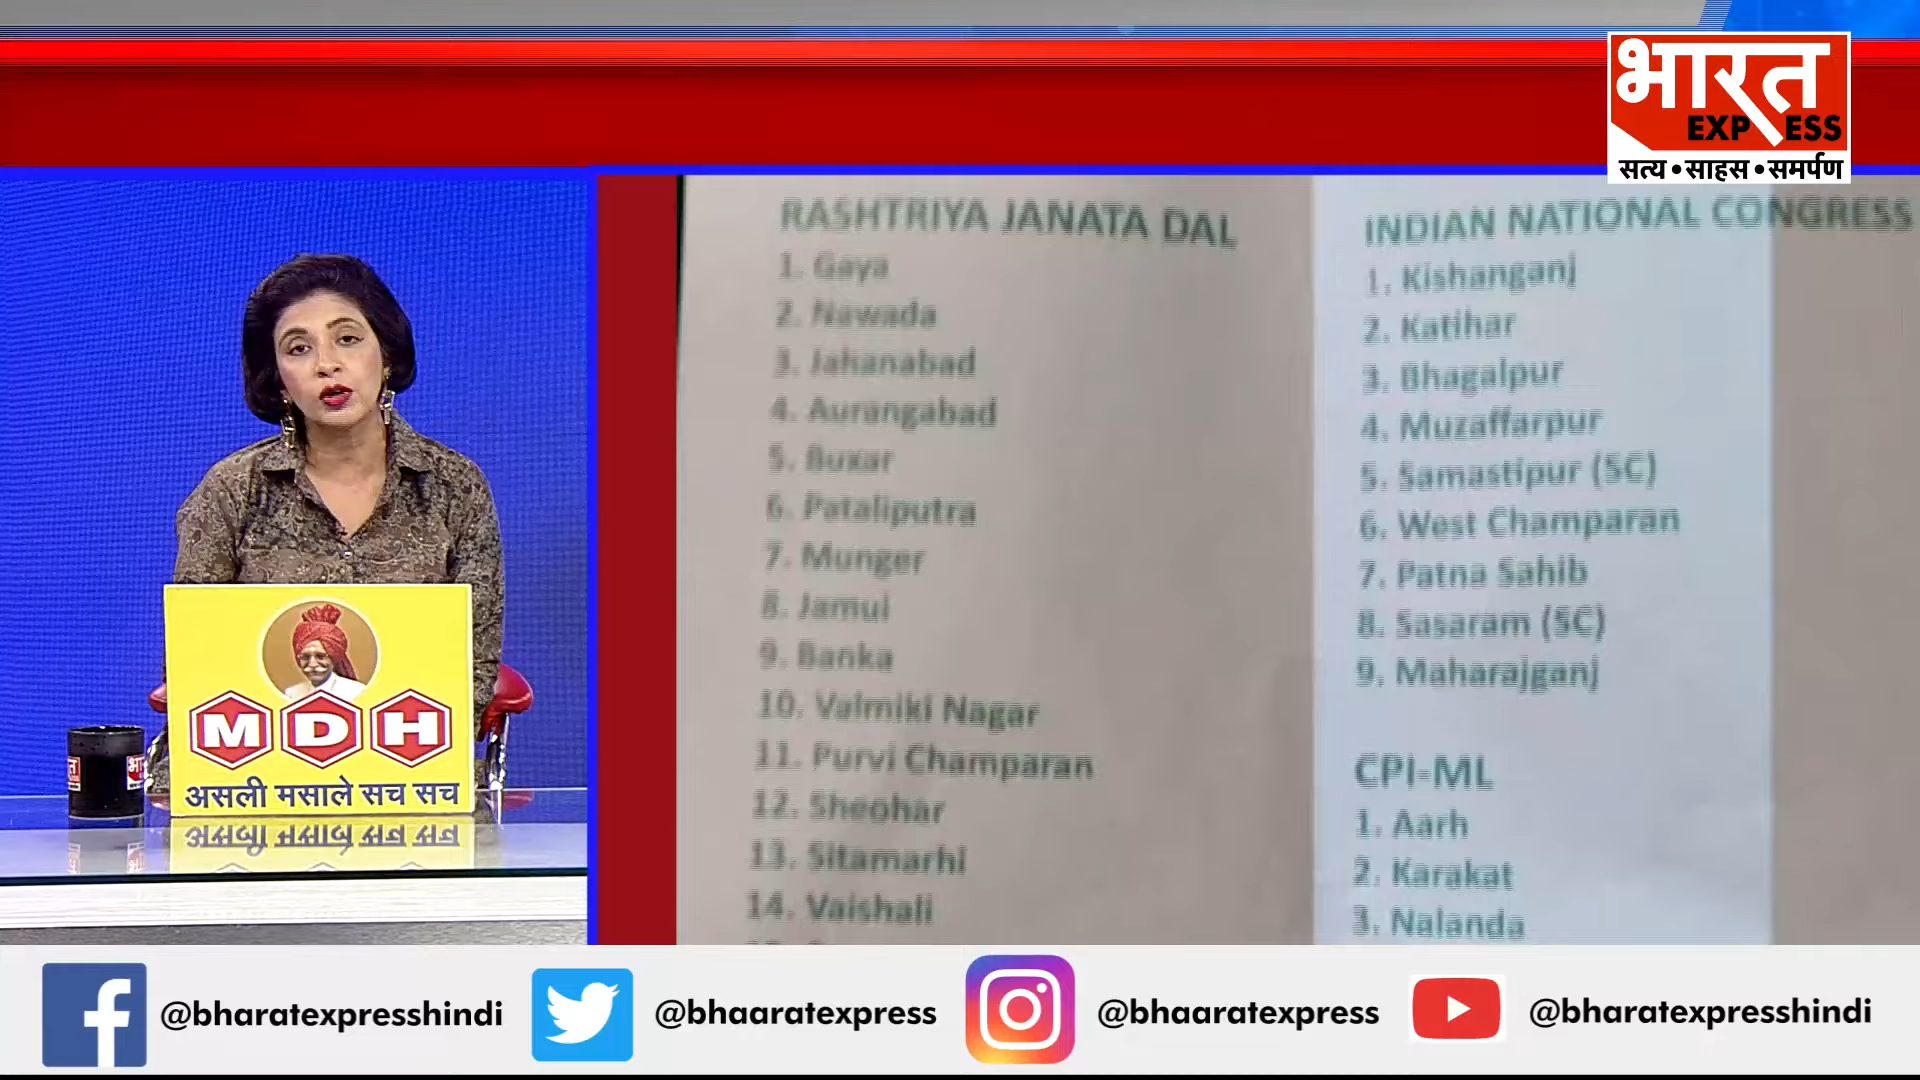 भारत
EXPRESS
सत्य • साहस • समर्पण
RASHTRIYA JANATA DAL
1. Gaya
2. Nawada
3. Jahanabad
4. Aurangabad
5. Buxar
6. Pataliputra
7. Munger
8. Jamui
9. Banka
10. Valmiki Nagar
11. Purvi Champaran
12. Sheohar
13. Sitamarhi
14. Vaishali
INDIAN NATIONAL CONGRESS
1. Kishanganj
2. Katihar
3. Bhagalpur
4. Muzaffarpur
5. Samastipur (SC)
6. West Champaran
7. Patna Sahib
8. Sasaram (SC)
9. Maharajganj
CPI-ML
1. Aarh
2. Karakat
3. Nalanda
MDH
असली मसाले सच सच
@bharatexpresshindi
@bhaaratexpress
@bhaaratexpress
@bharatexpresshindi